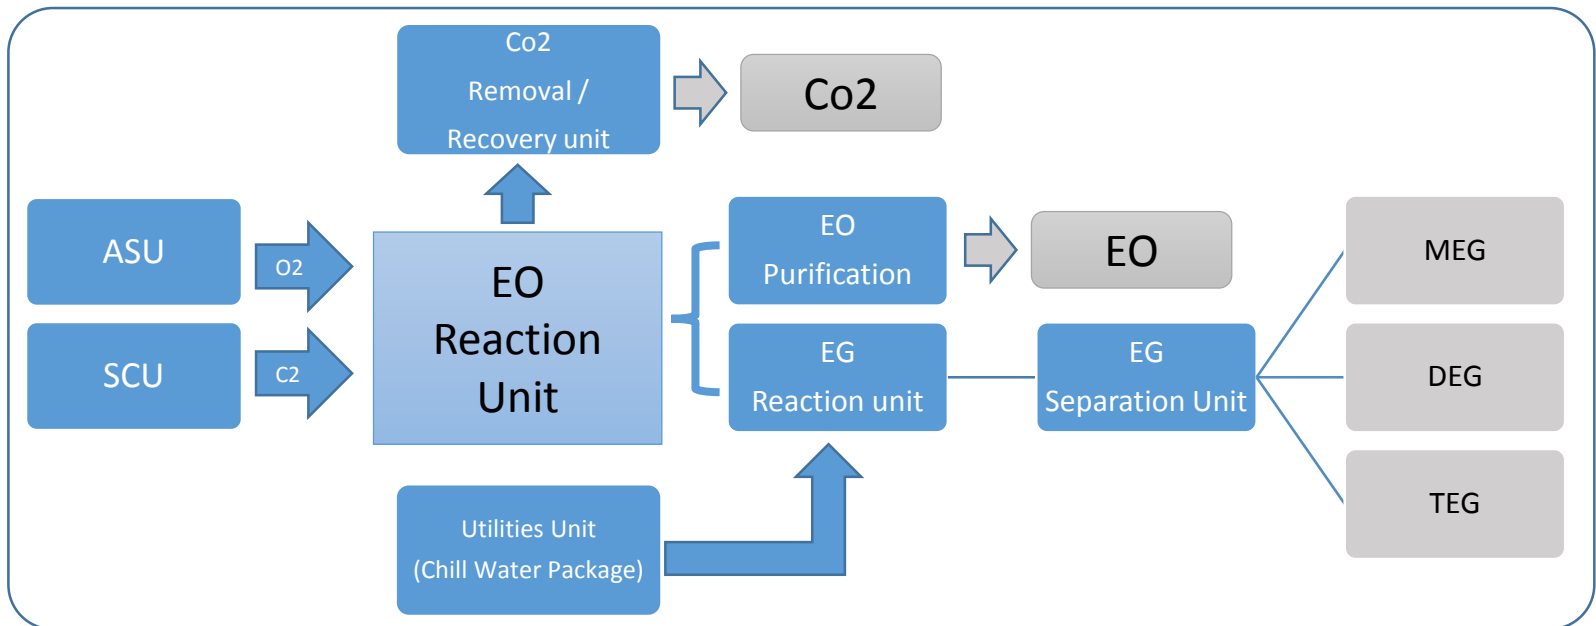 Co2
Removal /
Recovery unit
Co2
ASU
O2
SCU
C2
EO
Reaction
Unit
EO
Purification
EO
EG
Reaction unit
EG
Separation Unit
MEG
DEG
TEG
Utilities Unit
(Chill Water Package)